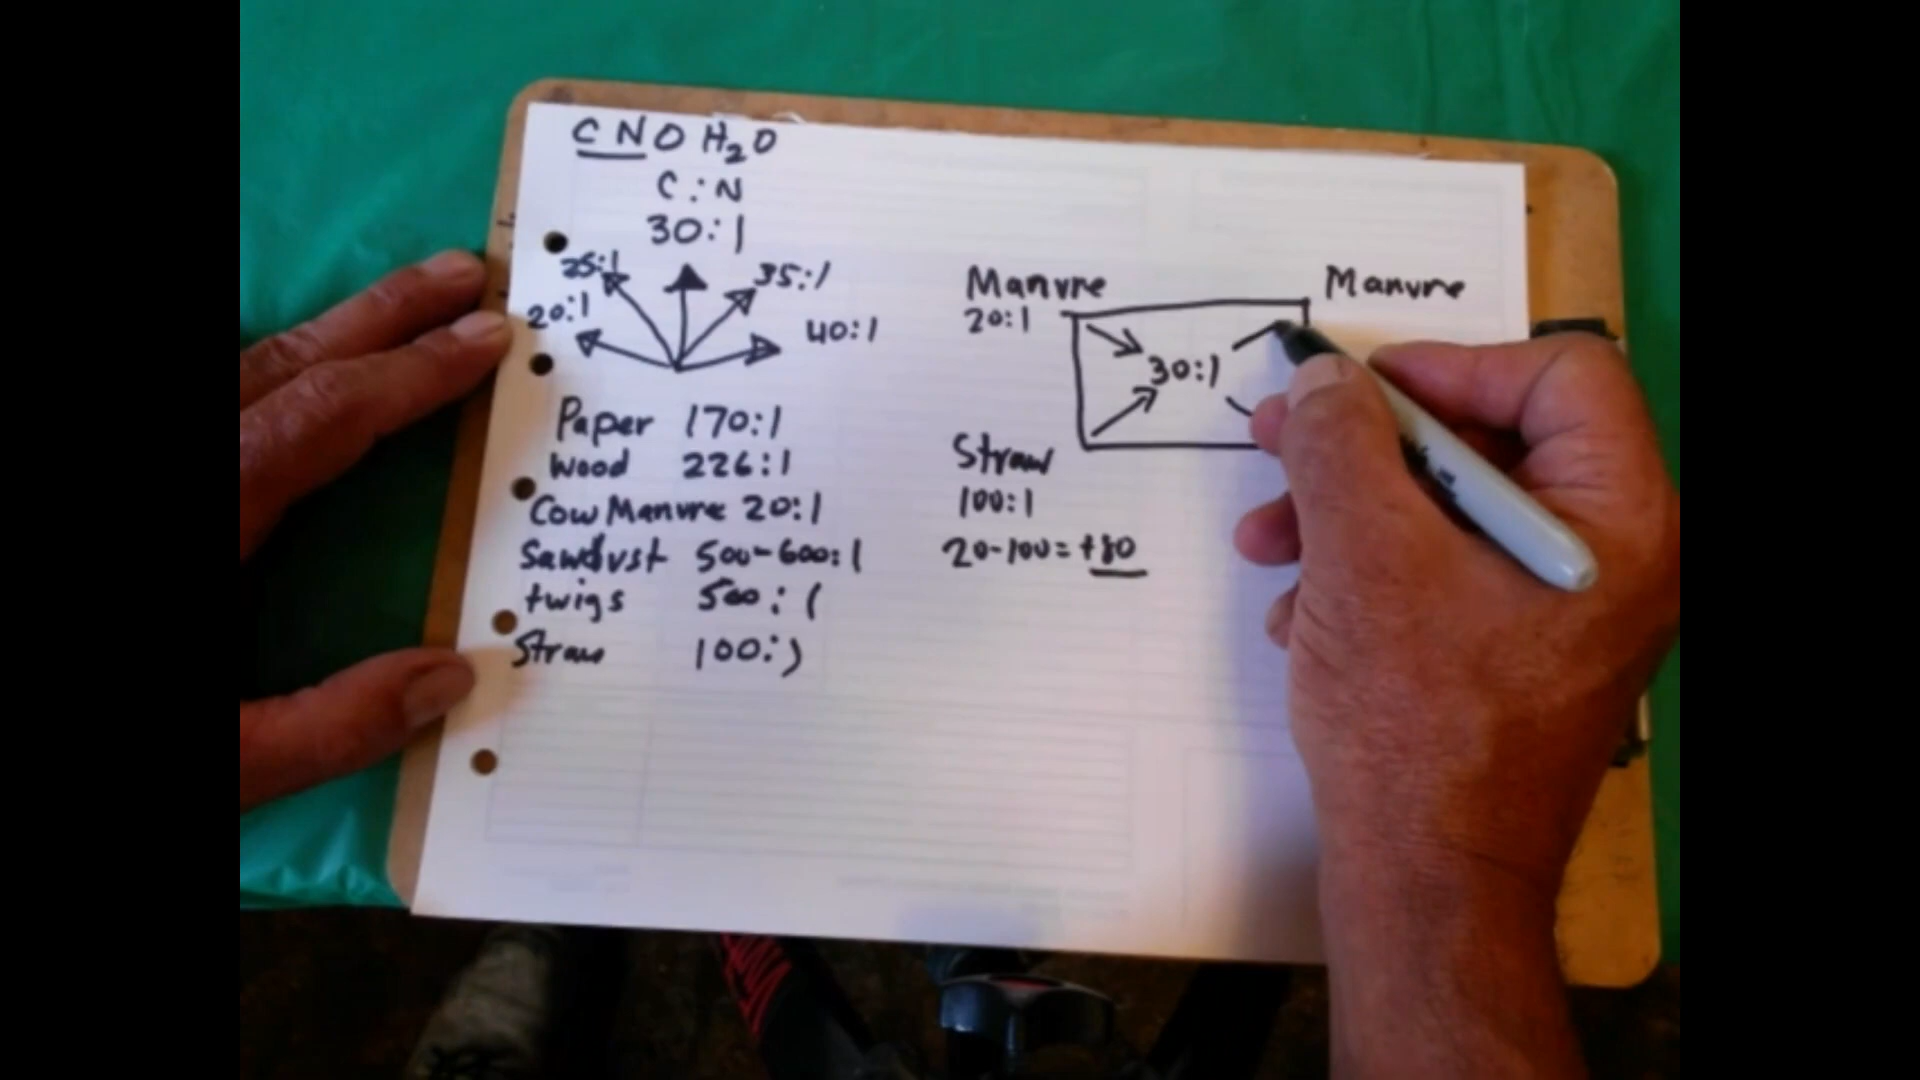 C N O H2O
C:N
30:1
25:1
35:1
20:1
40:1
Paper 170:1
Wood 226:1
Cow Manure 20:1
Sawdust 500-600:1
twigs 500:1
Straw 100:1
Manure
20:1
Manure
30:1
Straw
100:1
20-100=+80